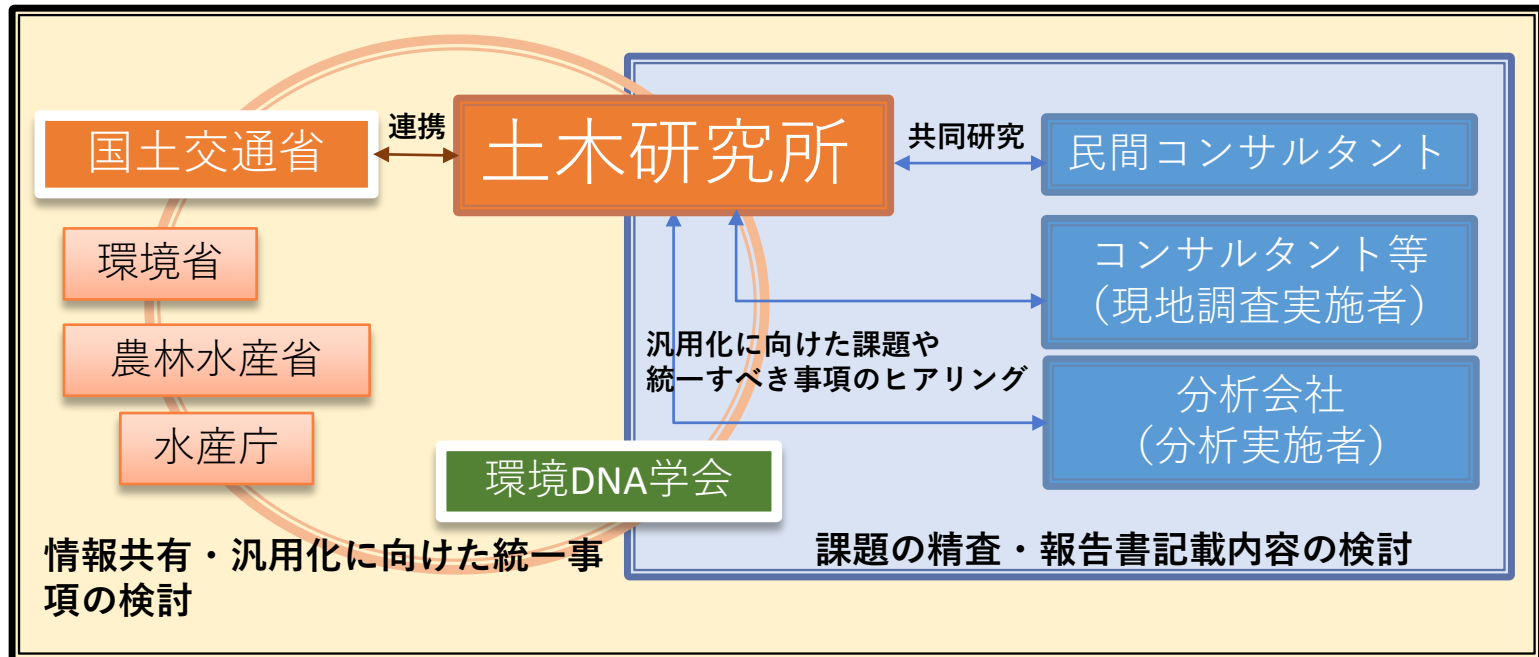 国土交通省
連携
土木研究所
共同研究
民間コンサルタント
環境省
農林水産省
水産庁
コンサルタント等
（現地調査実施者）
汎用化に向けた課題や
統一すべき事項のヒアリング
分析会社
（分析実施者）
環境DNA学会
情報共有・汎用化に向けた統一事
項の検討
課題の精査・報告書記載内容の検討